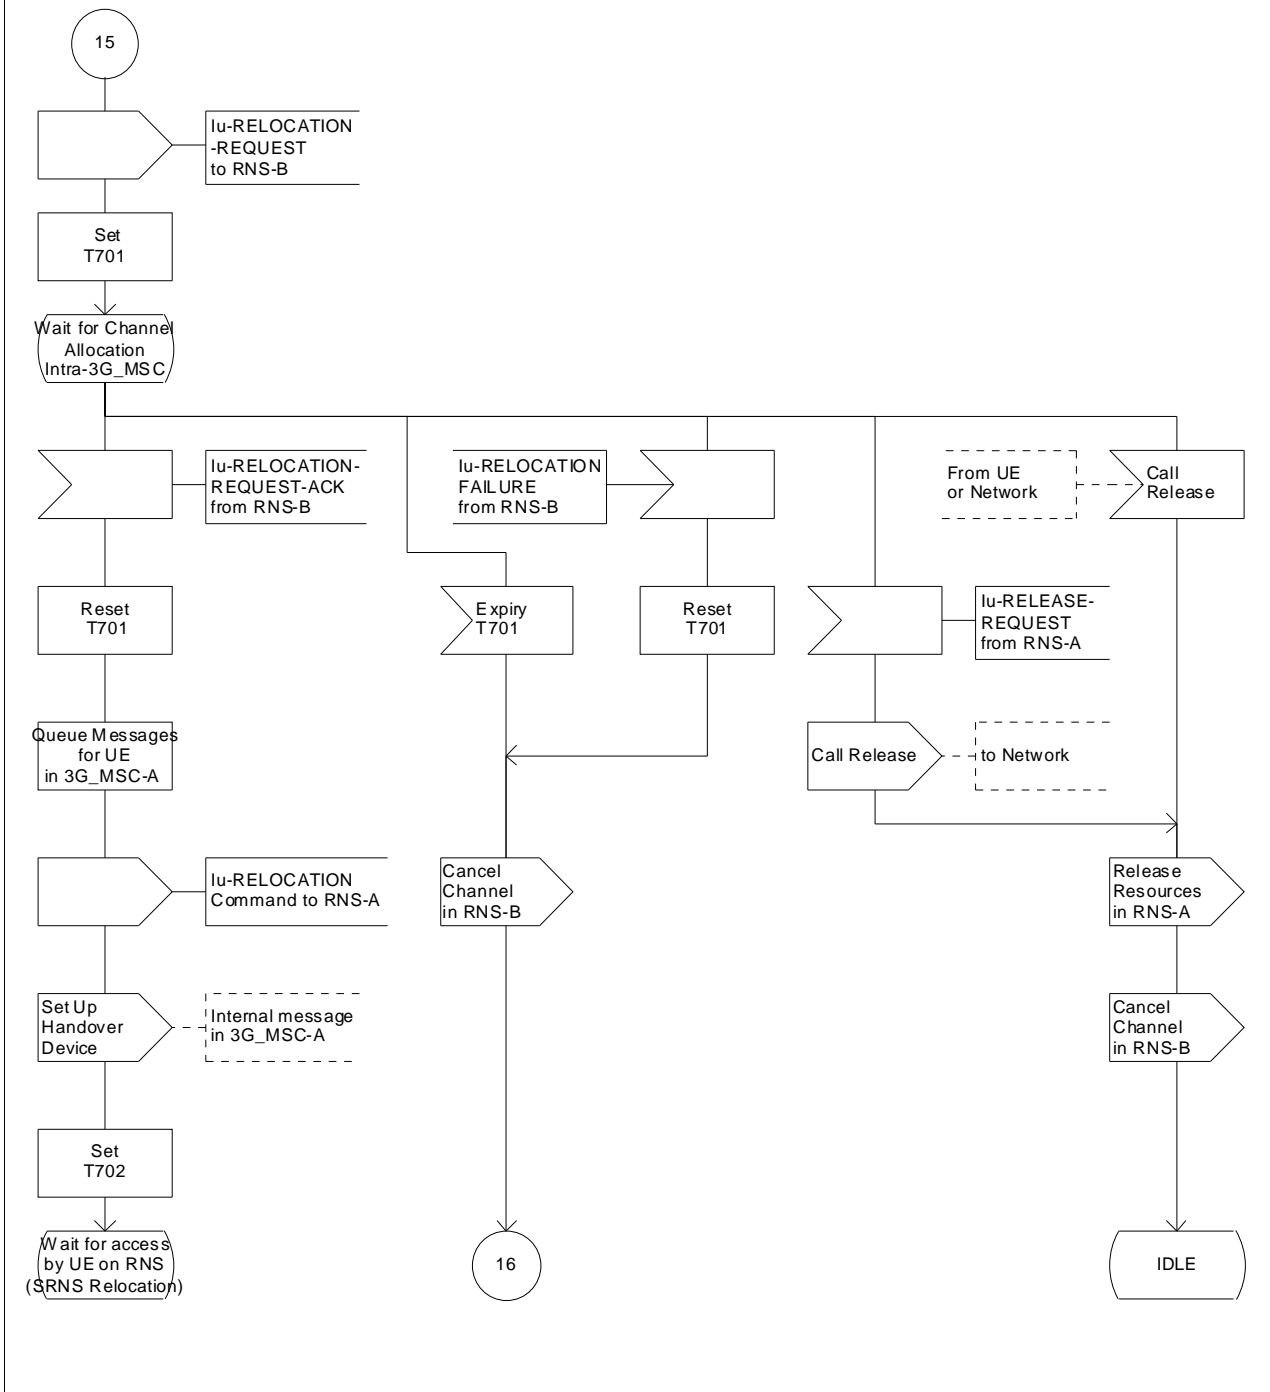 15
Iu-RELOCATION
-REQUEST
to RNS-B
Set
T701
Wait for Channel
Allocation
Intra-3G_MSC
Iu-RELOCATION-
REQUEST-ACK
from RNS-B
Iu-RELOCATION
FAILURE
from RNS-B
From UE
or Network
Call
Release
Reset
T701
Expiry
T701
Reset
T701
Iu-RELEASE-
REQUEST
from RNS-A
Queue Messages
for UE
in 3G_MSC-A
Call Release
to Network
Iu-RELOCATION
Command to RNS-A
Cancel
Channel
in RNS-B
Release
Resources
in RNS-A
Set Up
Handover
Device
Internal message
in 3G_MSC-A
Cancel
Channel
in RNS-B
Set
T702
Wait for access
by UE on RNS
(SRNS Relocation)
16
IDLE